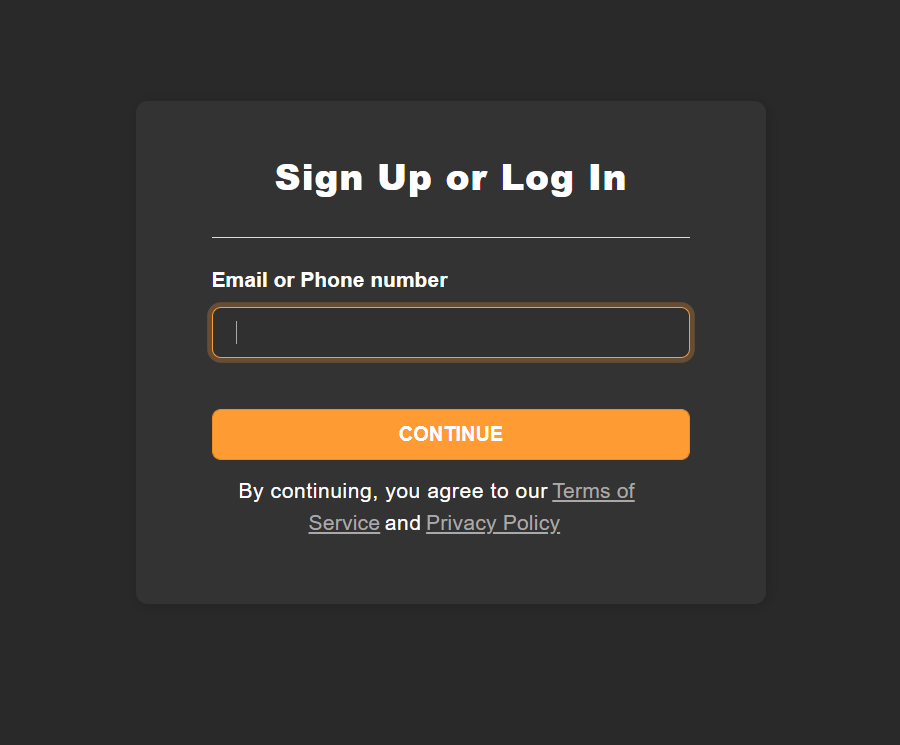 Sign Up or Log In
Email or Phone number
CONTINUE
By continuing, you agree to our Terms of
Service and Privacy Policy